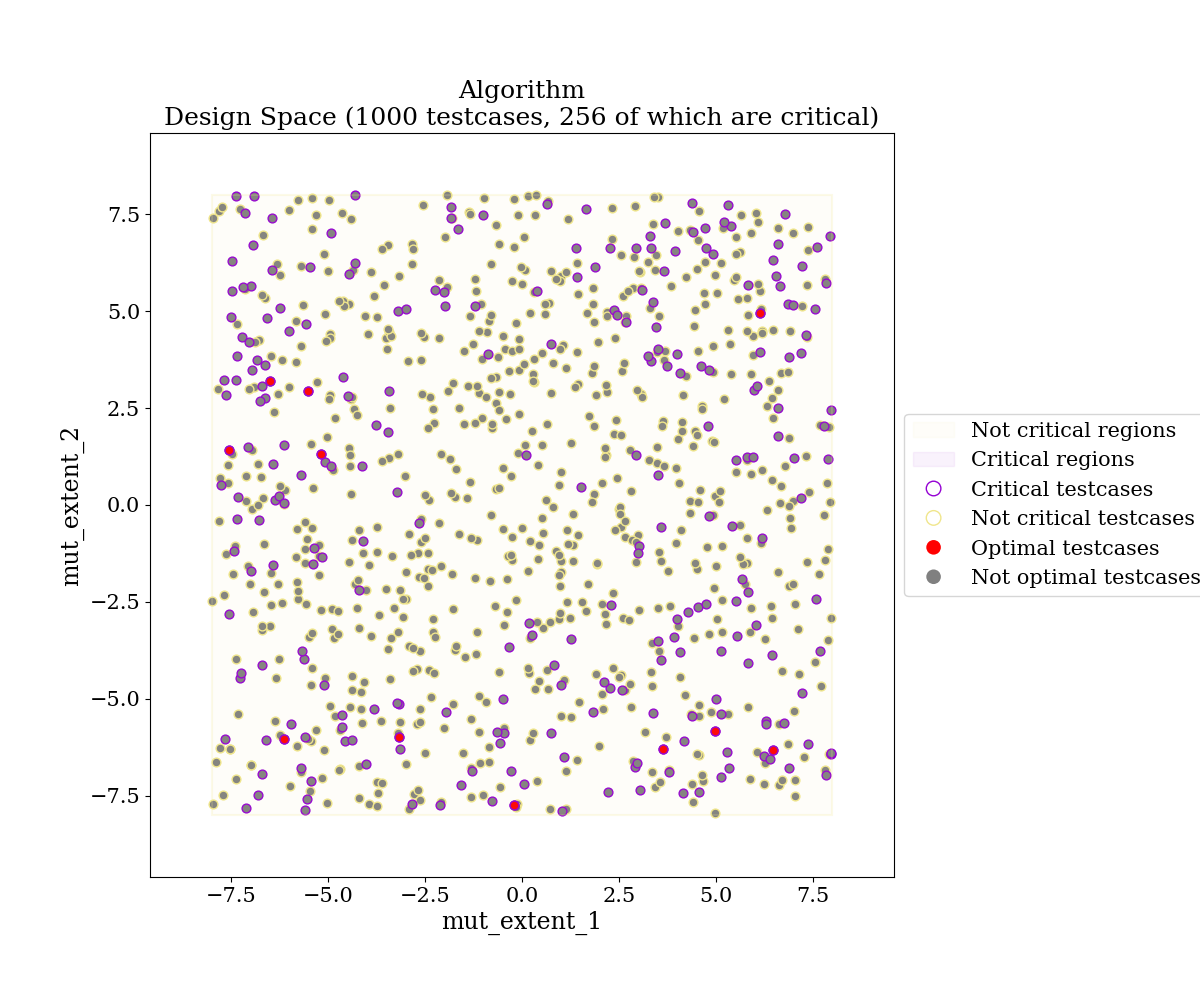 Algorithm
Design Space (1000 testcases, 256 of which are critical)
7.5
5.0
2.5
0.0
−2.5
−5.0
−7.5
mut_extent_2
−7.5
−5.0
−2.5
0.0
2.5
5.0
7.5
mut_extent_1
Not critical regions
Critical regions
Critical testcases
Not critical testcases
Optimal testcases
Not optimal testcases